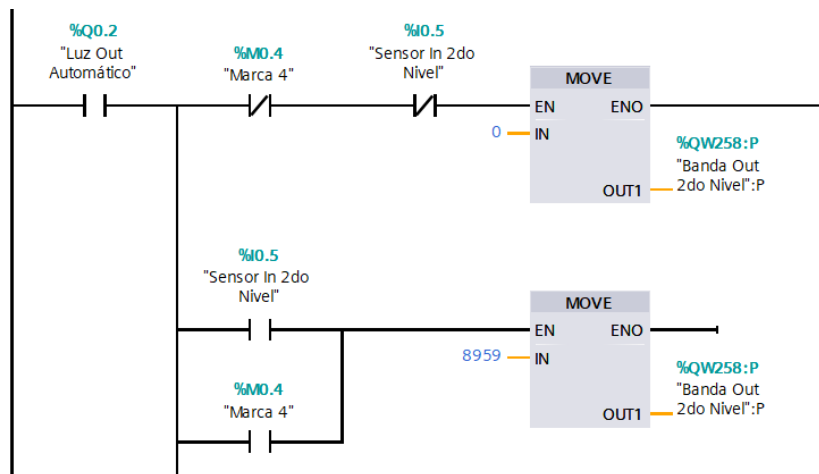 %Q0.2
"Luz Out
Automático"
%M0.4
"Marca 4"
%I0.5
"Sensor In 2do
Nivel"
MOVE
EN ENO
0 IN
OUT1
%QW258:P
"Banda Out
2do Nivel":P
%I0.5
"Sensor In 2do
Nivel"
%M0.4
"Marca 4"
MOVE
EN ENO
8959 IN
OUT1
%QW258:P
"Banda Out
2do Nivel":P